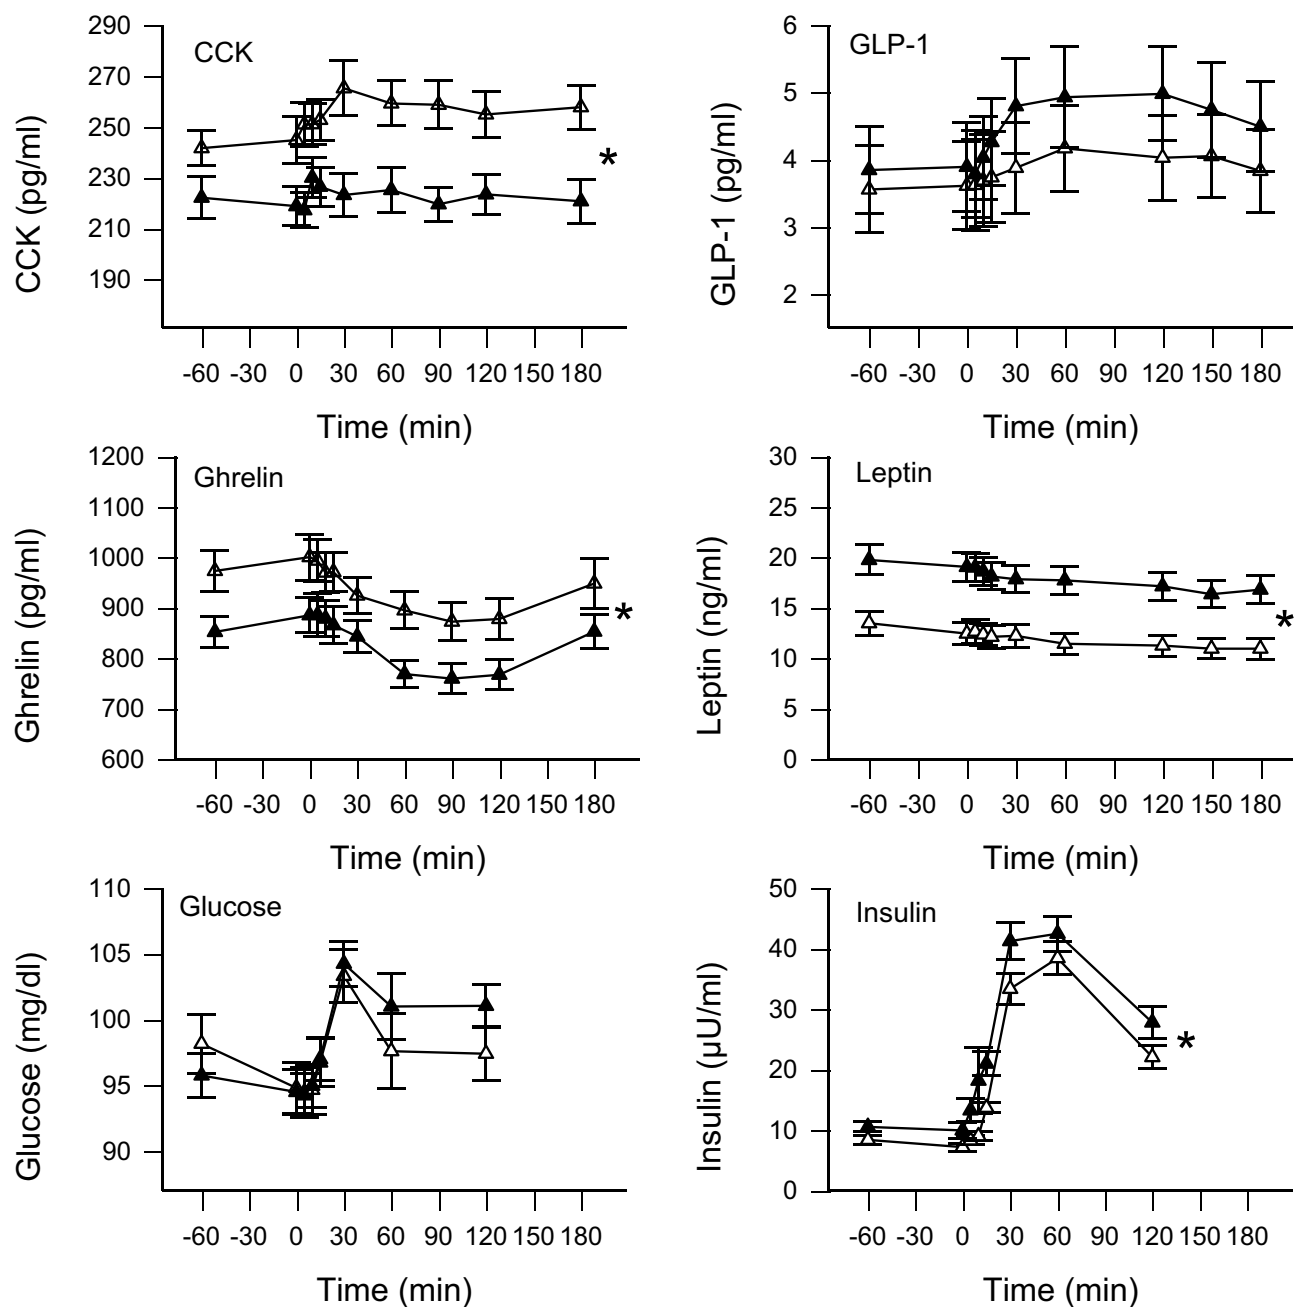 CCK
CCK (pg/ml)
290
270
250
230
210
190
*
-60 -30 0 30 60 90 120 150 180
Time (min)
GLP-1
GLP-1 (pg/ml)
6
5
4
3
2
-60 -30 0 30 60 90 120 150 180
Time (min)
Ghrelin
Ghrelin (pg/ml)
1200
1100
1000
900
800
700
600
*
-60 -30 0 30 60 90 120 150 180
Time (min)
Leptin
Leptin (ng/ml)
30
25
20
15
10
5
0
*
-60 -30 0 30 60 90 120 150 180
Time (min)
Glucose
Glucose (mg/dl)
110
105
100
95
90
-60 -30 0 30 60 90 120 150 180
Time (min)
Insulin
Insulin (µU/ml)
50
40
30
20
10
0
*
-60 -30 0 30 60 90 120 150 180
Time (min)